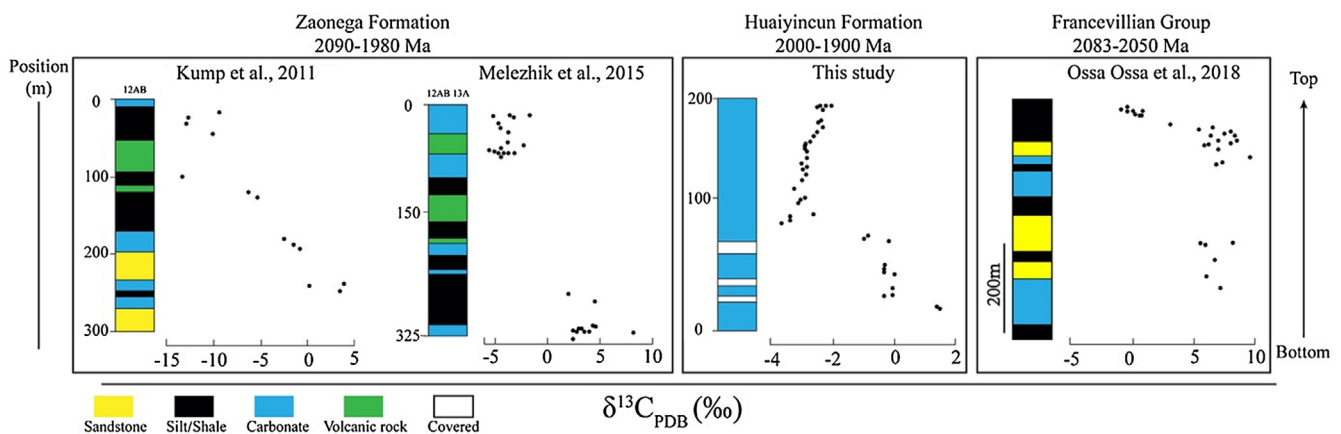 Zaonega Formation
2090-1980 Ma
Huaiyincun Formation
2000-1900 Ma
Francevillian Group
2083-2050 Ma
Position
(m)
Kump et al., 2011
Melezhik et al., 2015
This study
Ossa Ossa et al., 2018
Top
12AB
12AB 13A
0
100
200
300
-15 -10 -5 0 5
0
150
325
-5 0 5 10
200
100
0
-4 -2 0 2
200m
-5 0 5 10
Bottom
δ¹³C_PDB (‰)
Sandstone
Silt/Shale
Carbonate
Volcanic rock
Covered